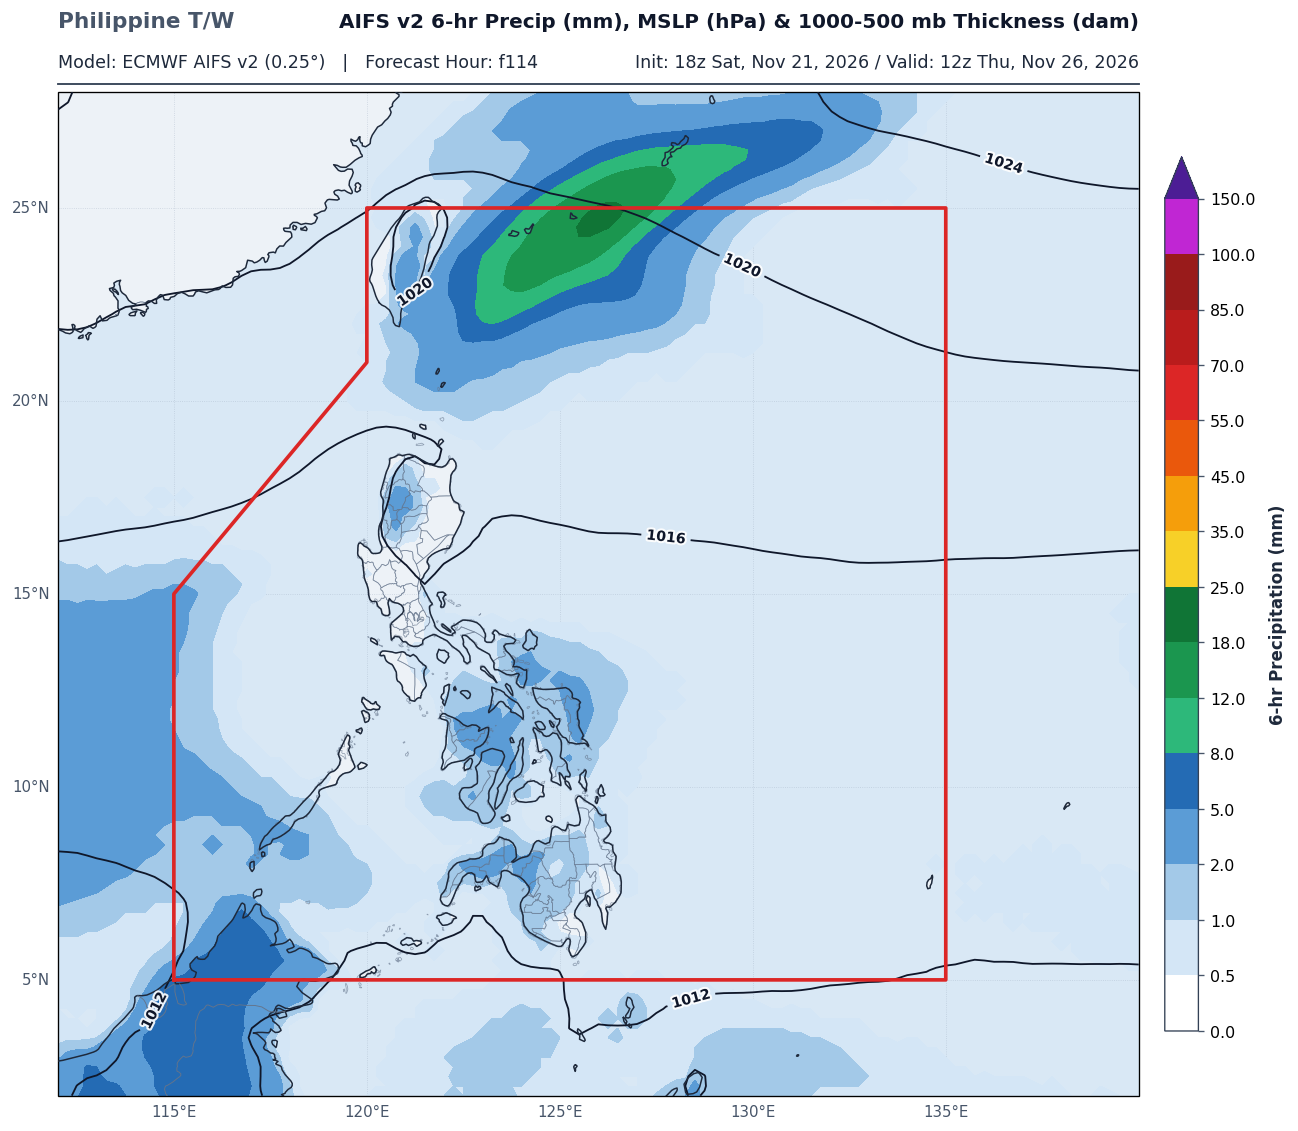 Philippine T/W
AIFS v2 6-hr Precip (mm), MSLP (hPa) & 1000-500 mb Thickness (dam)
Model: ECMWF AIFS v2 (0.25°) | Forecast Hour: f114
Init: 18z Sat, Nov 21, 2026 / Valid: 12z Thu, Nov 26, 2026
1024
25°N
1020
1020
20°N
1016
15°N
10°N
5°N
1012
1012
115°E
120°E
125°E
130°E
135°E
150.0
100.0
85.0
70.0
55.0
45.0
35.0
25.0
18.0
12.0
8.0
5.0
2.0
1.0
0.5
0.0
6-hr Precipitation (mm)